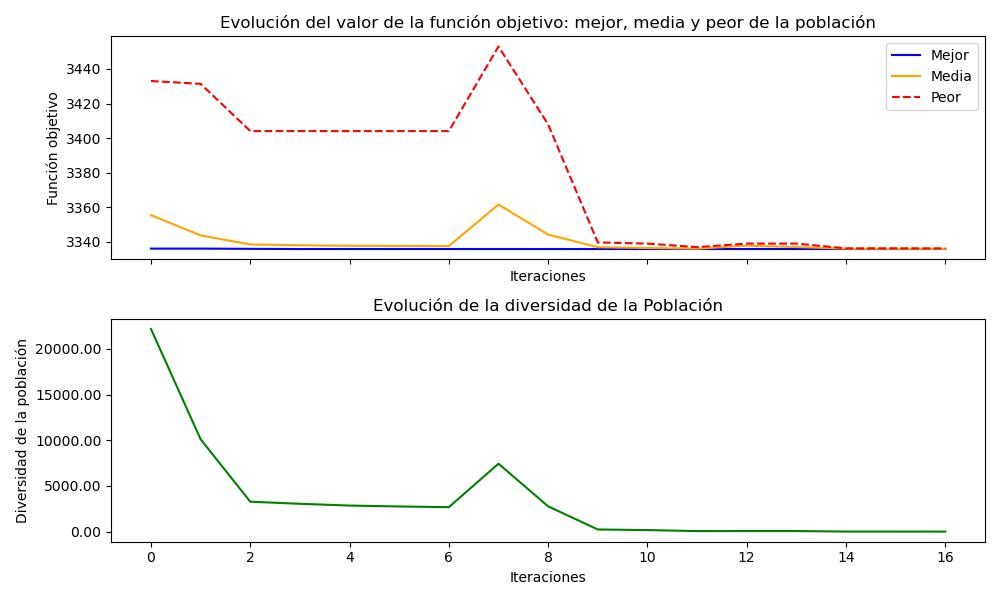 Evolución del valor de la función objetivo: mejor, media y peor de la población
Función objetivo
3440
3420
3400
3380
3360
3340
Mejor
Media
Peor
Iteraciones
Evolución de la diversidad de la Población
Diversidad de la población
20000.00
15000.00
10000.00
5000.00
0.00
0 2 4 6 8 10 12 14 16
Iteraciones